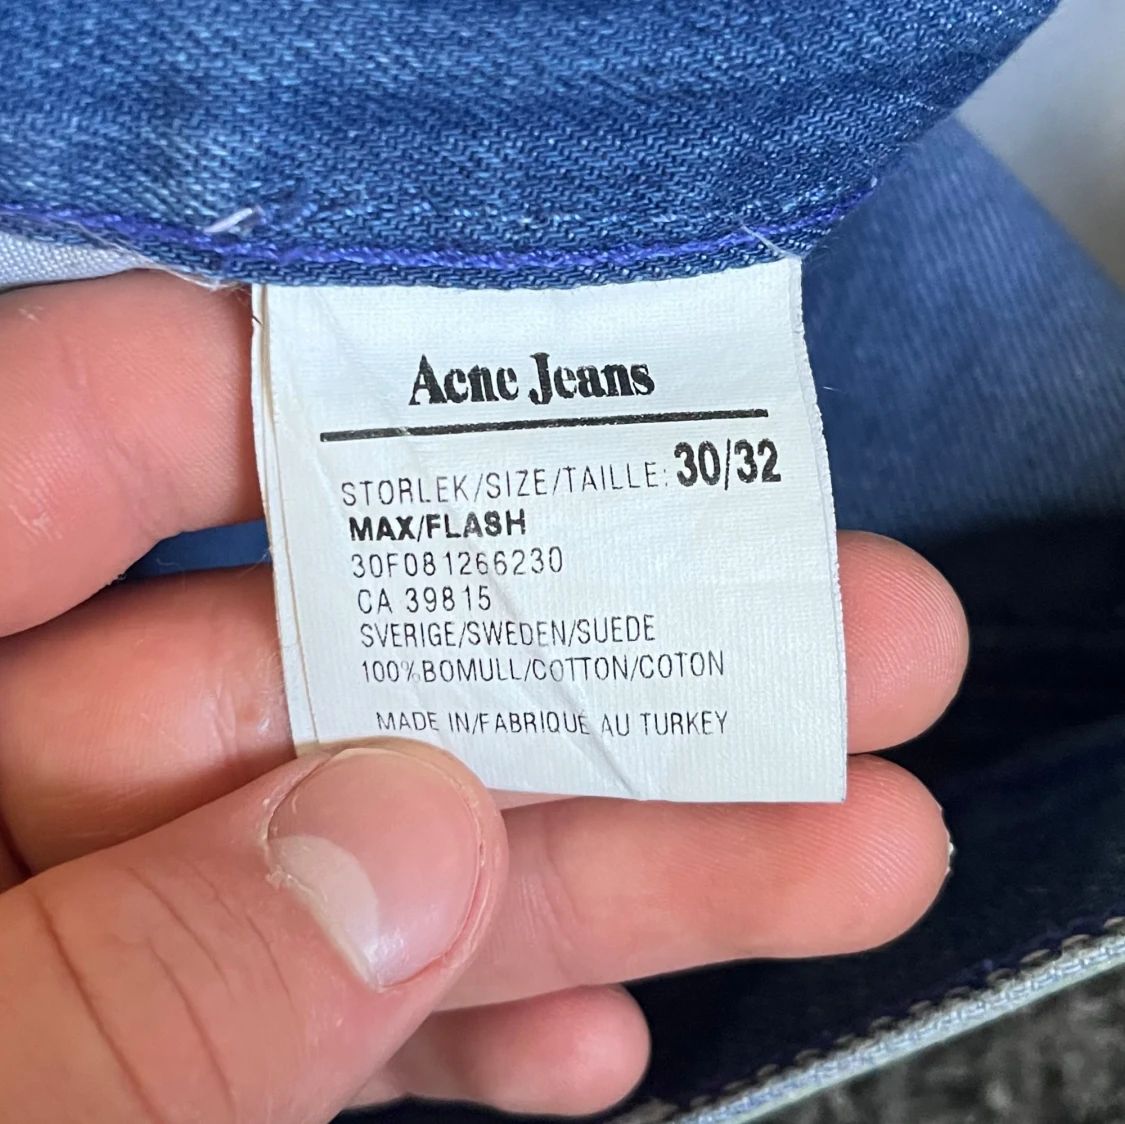 Acne Jeans
STORLEK/SIZE/TAILLE: 30/32
MAX/FLASH
30F081266230
CA 39815
SVERIGE/SWEDEN/SUEDE
100%BOMULL/COTTON/COTON
MADE IN/FABRIQUÉ AU TURKEY